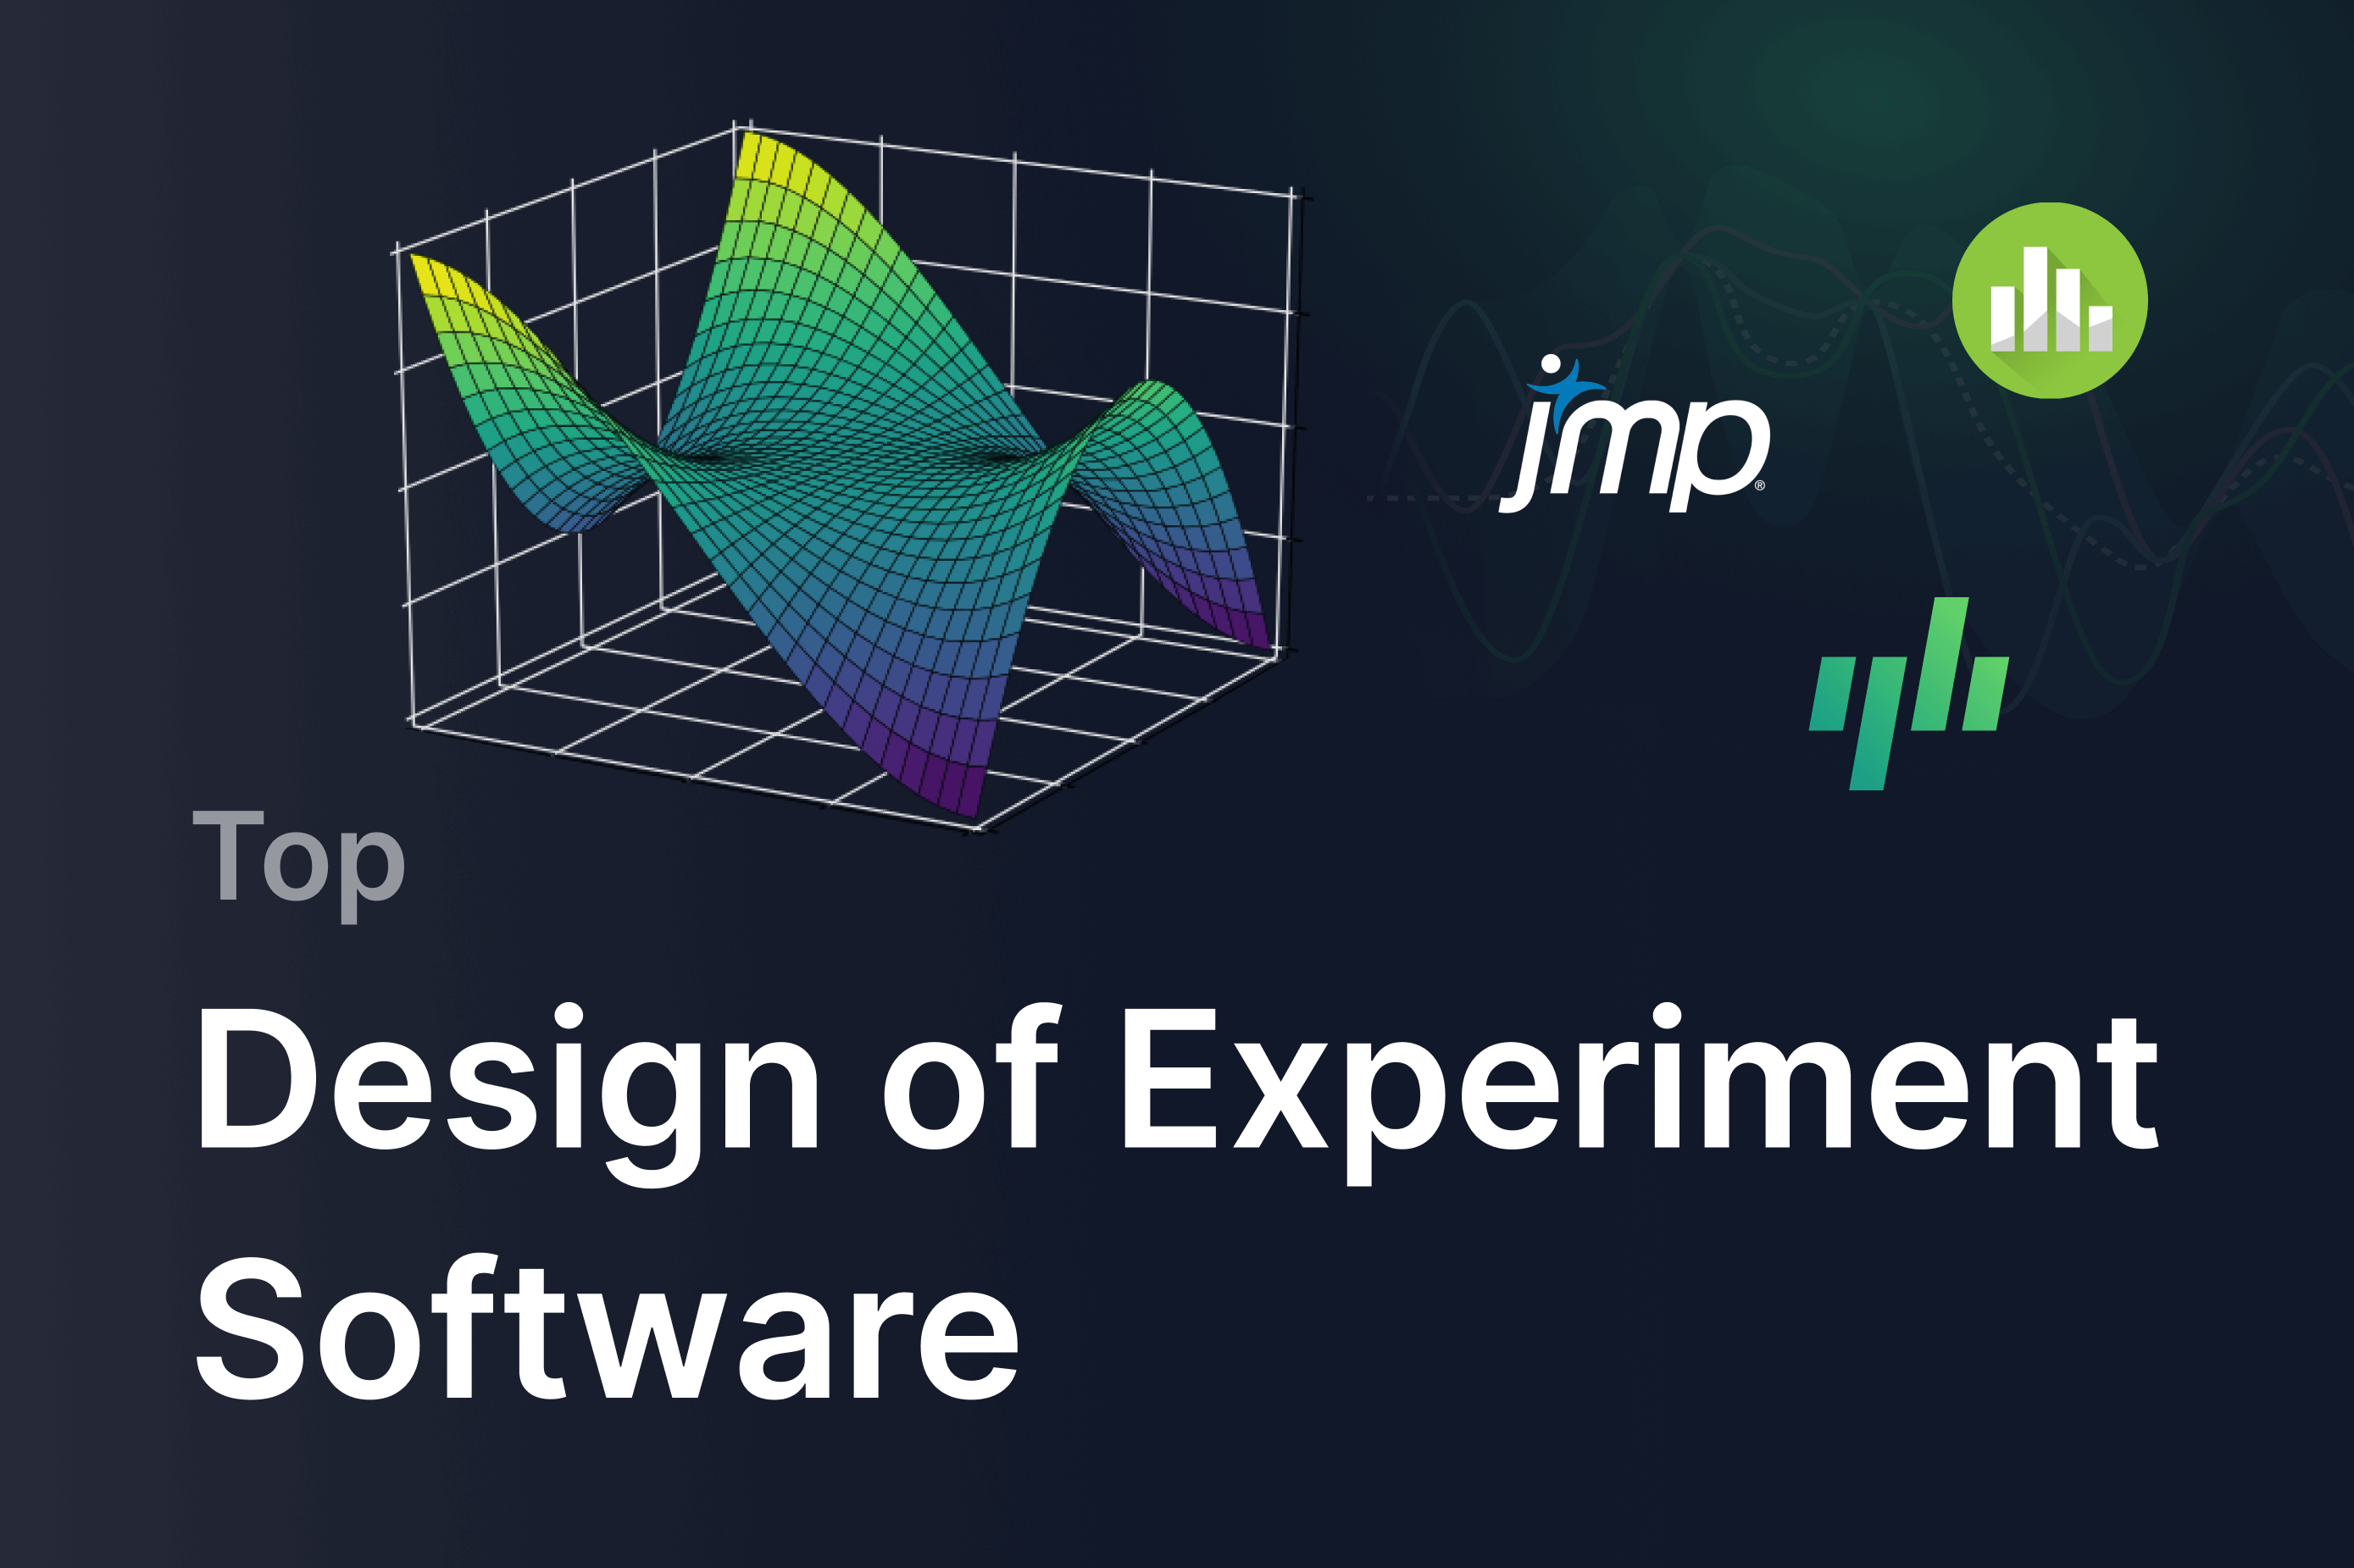 jmp®
Top
Design of Experiment
Software